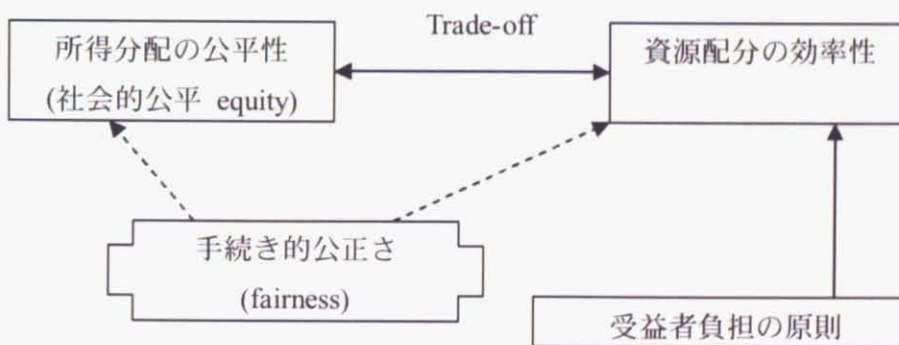 Trade-off
所得分配の公平性
(社会的公平 equity)
資源配分の効率性
手続き的公正さ
(fairness)
受益者負担の原則